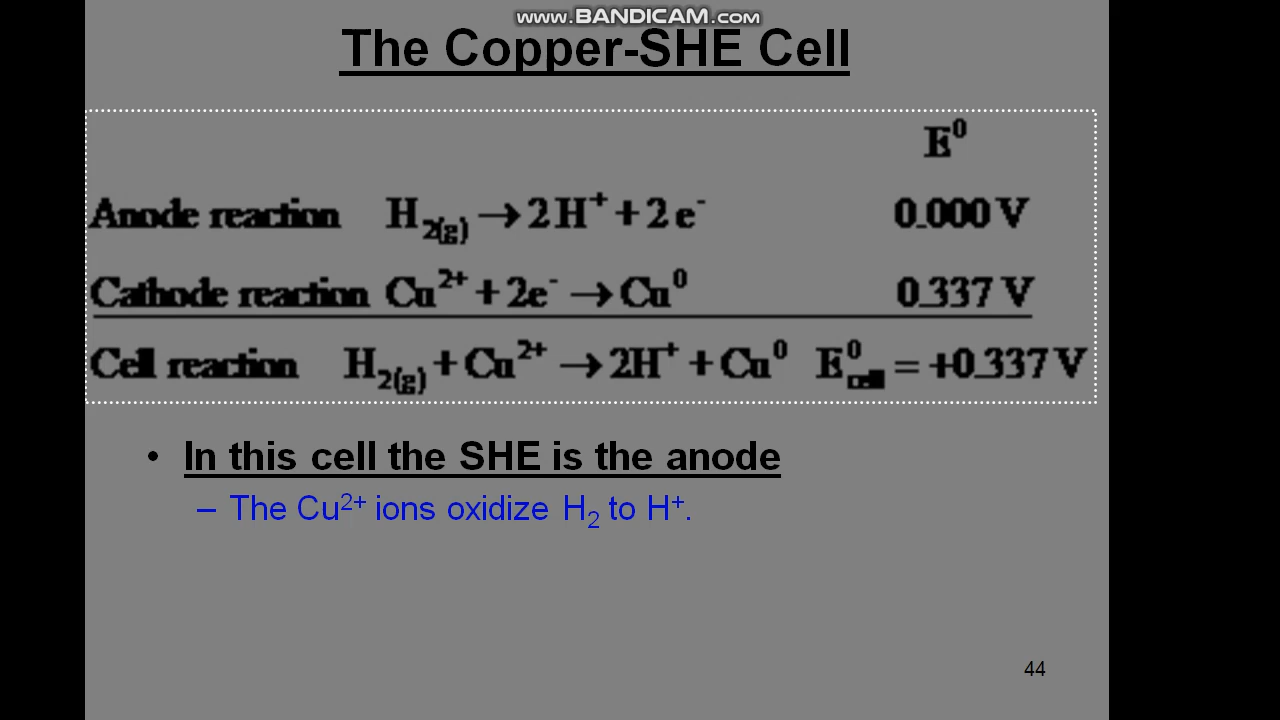 www.BANDICAM.com
The Copper-SHE Cell
E⁰
Anode reaction H₂(g) → 2H⁺ + 2e⁻ 0.000 V
Cathode reaction Cu²⁺ + 2e⁻ → Cu⁰ 0.337 V
Cell reaction H₂(g) + Cu²⁺ → 2H⁺ + Cu⁰ E⁰cell = +0.337 V
• In this cell the SHE is the anode
– The Cu²⁺ ions oxidize H₂ to H⁺.
44